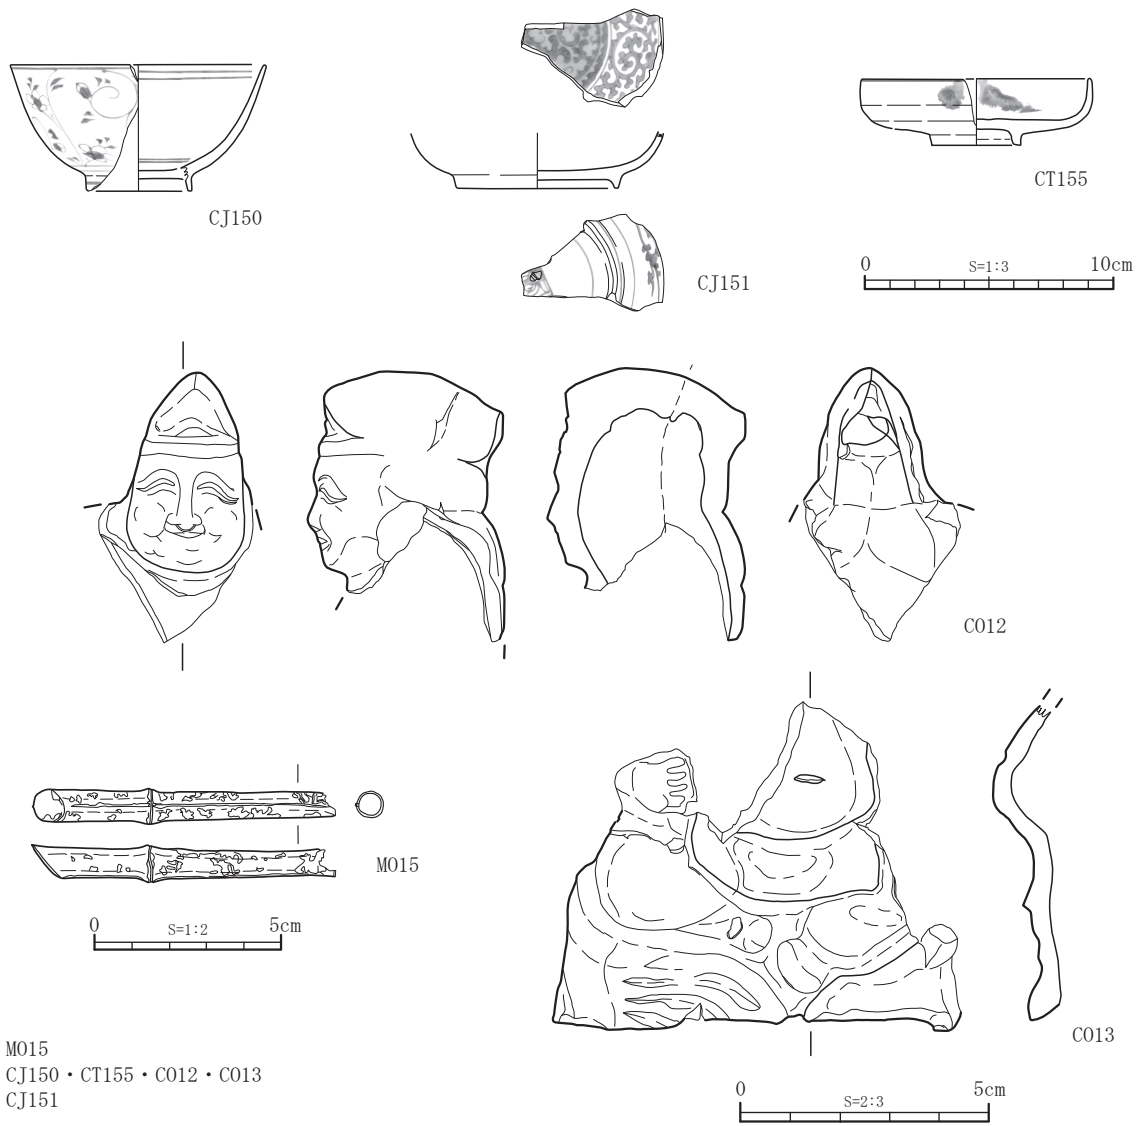 CJ150
CT155
0 S=1:3 10cm
CJ151
CO12
MO15
0 S=1:2 5cm
CO13
MO15
CJ150・CT155・CO12・CO13
CJ151
0 S=2:3 5cm